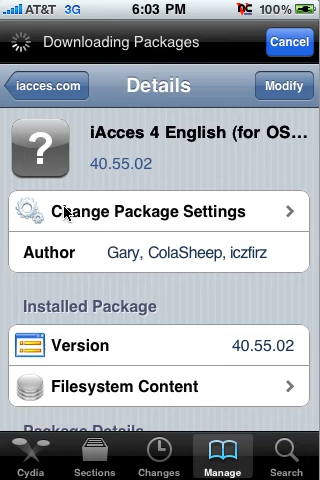 AT&T 3G 6:03 PM 100%
Downloading Packages Cancel
iacces.com Details Modify
?
iAcces 4 English (for OS...
40.55.02
Change Package Settings
Author Gary, ColaSheep, iczfirz
Installed Package
Version 40.55.02
Filesystem Content
Package Details
Cydia Sections Changes Manage Search